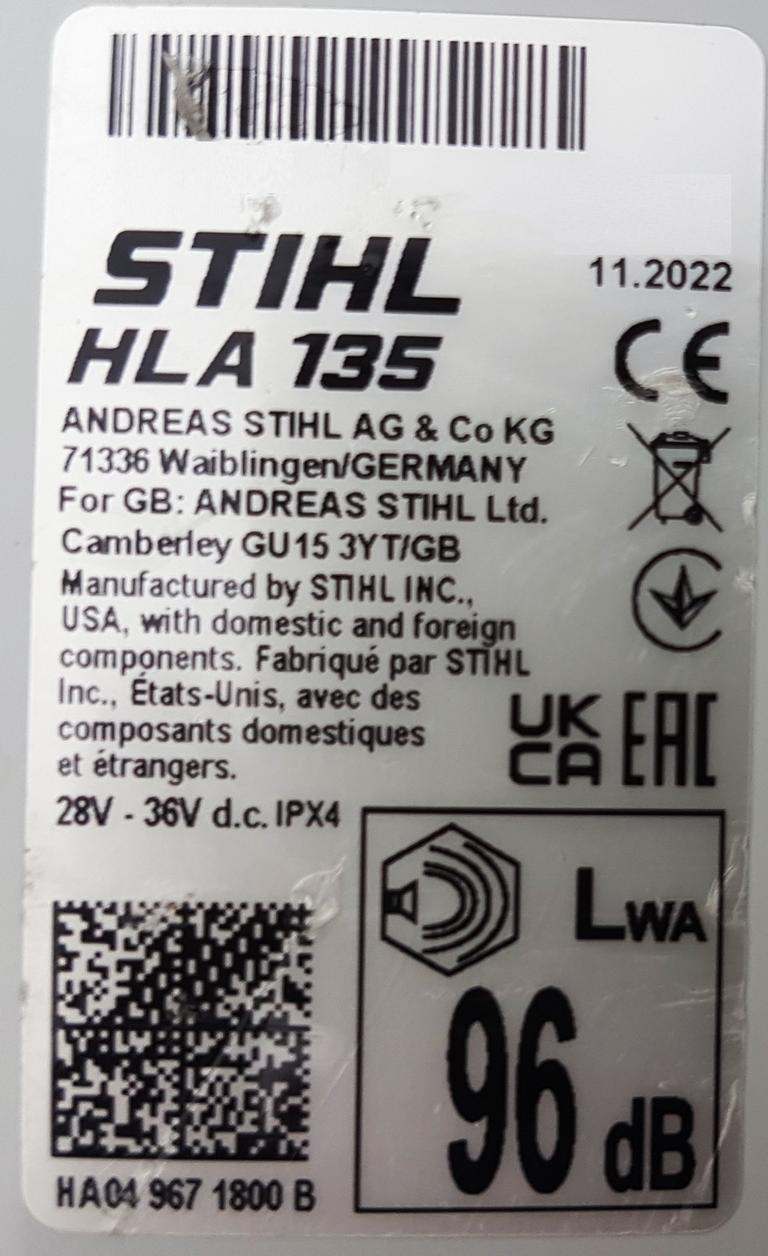 STIHL
11.2022
HLA 135
CE
ANDREAS STIHL AG & Co KG
71336 Waiblingen/GERMANY
For GB: ANDREAS STIHL Ltd.
Camberley GU15 3YT/GB
Manufactured by STIHL INC.,
USA, with domestic and foreign
components. Fabriqué par STIHL
Inc., États-Unis, avec des
composants domestiques
et étrangers.
UK
CA
EAC
28V - 36V d.c. IPX4
LWA
96 dB
HA04 967 1800 B